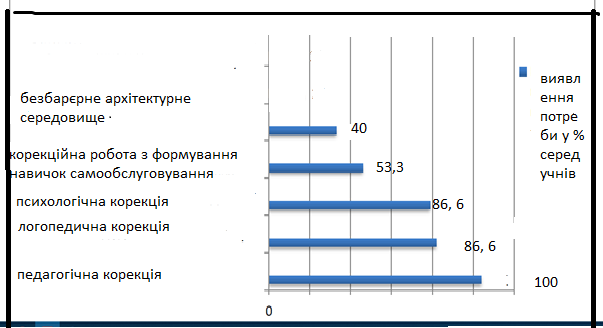 безбарєрне архітектурне
середовище ·
40
корекційна робота з формування
навичок самообслуговування
53,3
психологічна корекція
86, 6
логопедична корекція
86, 6
педагогічна корекція
100
0
виявл
ення
потре
би у %
серед
учнів